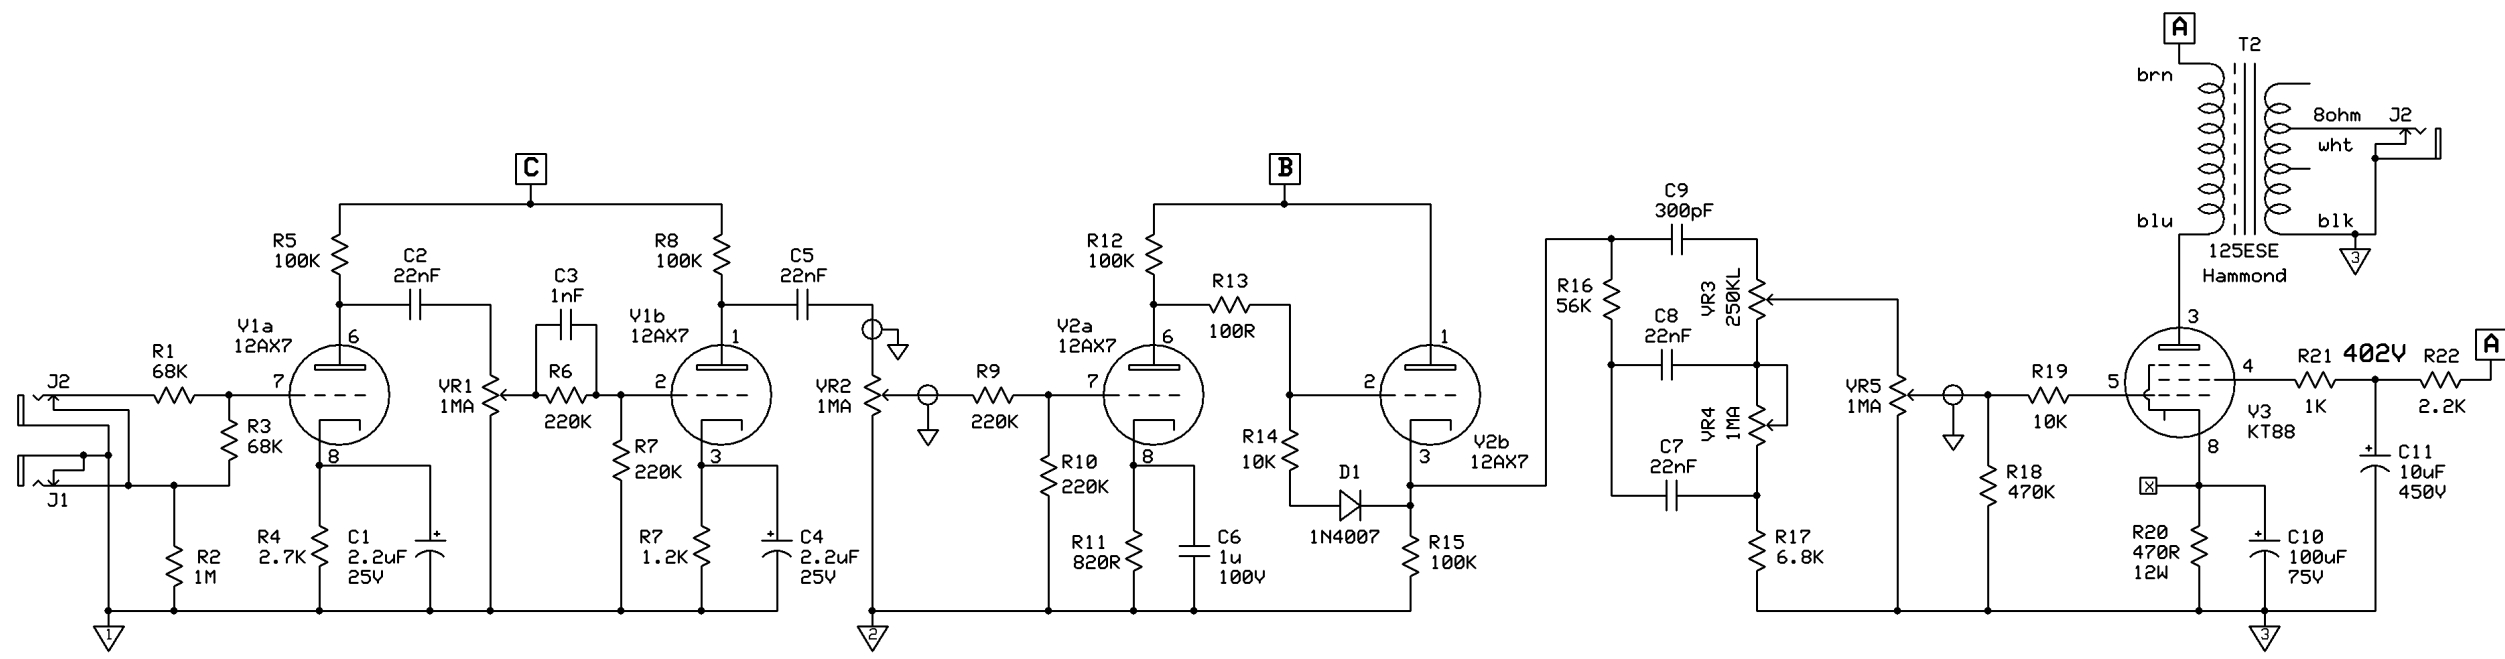 A
T2
brn
8ohm
J2
wht
C
B
C9
300pF
blu
blk
R5
100K
C2
22nF
R8
100K
C5
22nF
R12
100K
R13
100R
R16
56K
VR3
250KL
125ESE
Hammond
3
C3
1nF
V1a
12AX7
6
V1b
12AX7
1
V2a
12AX7
6
1
C8
22nF
3
R1
68K
J2
7
R6
220K
2
VR1
1MA
VR2
1MA
R9
220K
7
2
VR4
1MA
VR5
1MA
R19
10K
5
4
R21
1K
402V
R22
2.2K
A
V3
KT88
R3
68K
R7
220K
R14
10K
V2b
12AX7
C7
22nF
8
3
8
3
8
J1
R10
220K
D1
1N4007
R18
470K
X
C11
10uF
450V
+
R2
1M
R4
2.7K
C1
2.2uF
25V
+
R7
1.2K
C4
2.2uF
25V
+
R11
820R
C6
1u
100V
R15
100K
R17
6.8K
R20
470R
12W
C10
100uF
75V
+
1
2
3